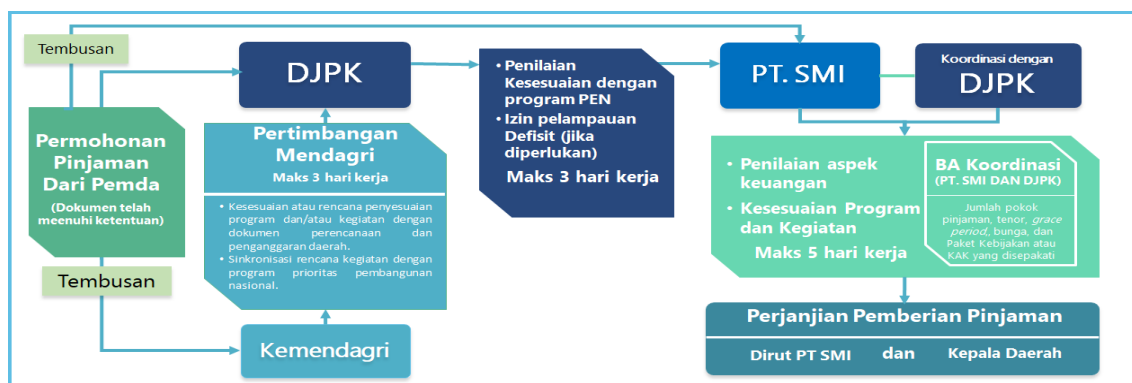 Tembusan
Permohonan
Pinjaman
Dari Pemda
(Dokumen telah
meenuhi ketentuan)
Tembusan
DJPK
Pertimbangan
Mendagri
Maks 3 hari kerja
• Kesesuaian atau rencana penyesuaian
program dan/atau kegiatan dengan
dokumen perencanaan dan
penganggaran daerah.
• Sinkronisasi rencana kegiatan dengan
program prioritas pembangunan
nasional.
Kemendagri
• Penilaian
Kesesuaian dengan
program PEN
• Izin pelampauan
Defisit (jika
diperlukan)
Maks 3 hari kerja
PT. SMI
Koordinasi dengan
DJPK
• Penilaian aspek
keuangan
• Kesesuaian Program
dan Kegiatan
Maks 5 hari kerja
BA Koordinasi
(PT. SMI DAN DJPK)
Jumlah pokok
pinjaman, tenor, grace
period,, bunga, dan
Paket Kebijakan atau
KAK yang disepakati
Perjanjian Pemberian Pinjaman
Dirut PT SMI dan Kepala Daerah